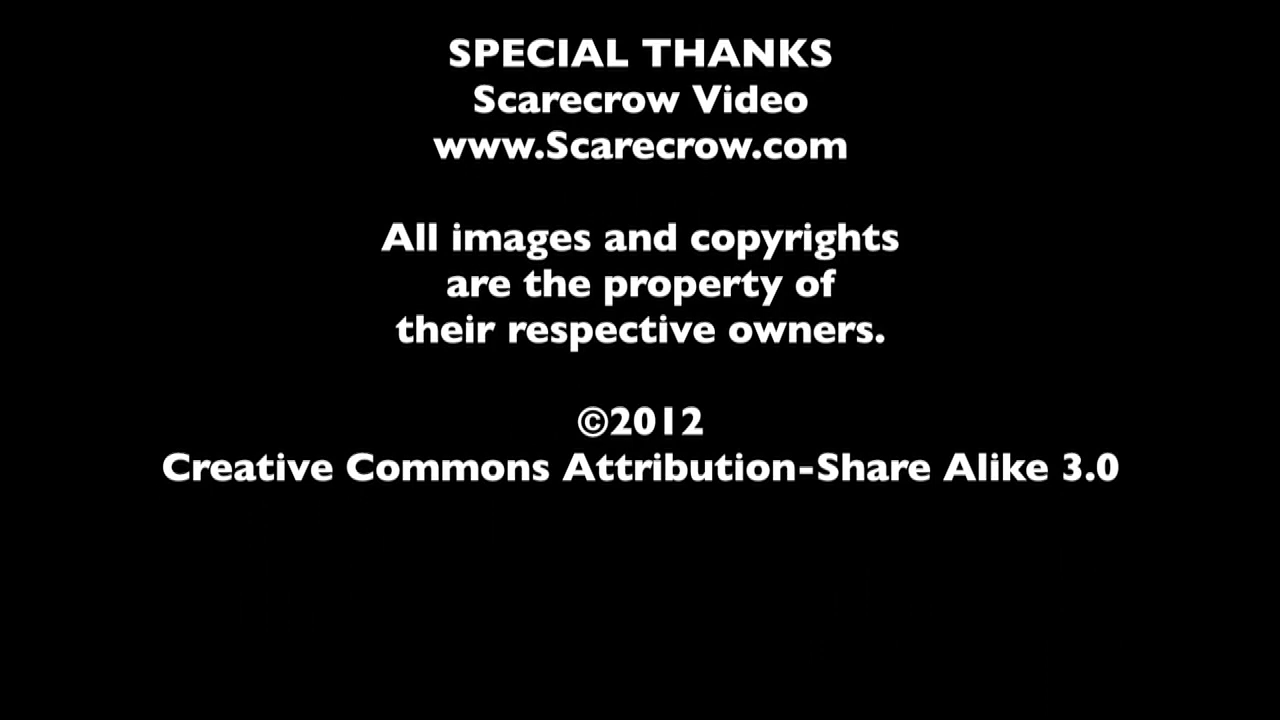 SPECIAL THANKS
Scarecrow Video
www.Scarecrow.com
All images and copyrights
are the property of
their respective owners.
©2012
Creative Commons Attribution-Share Alike 3.0